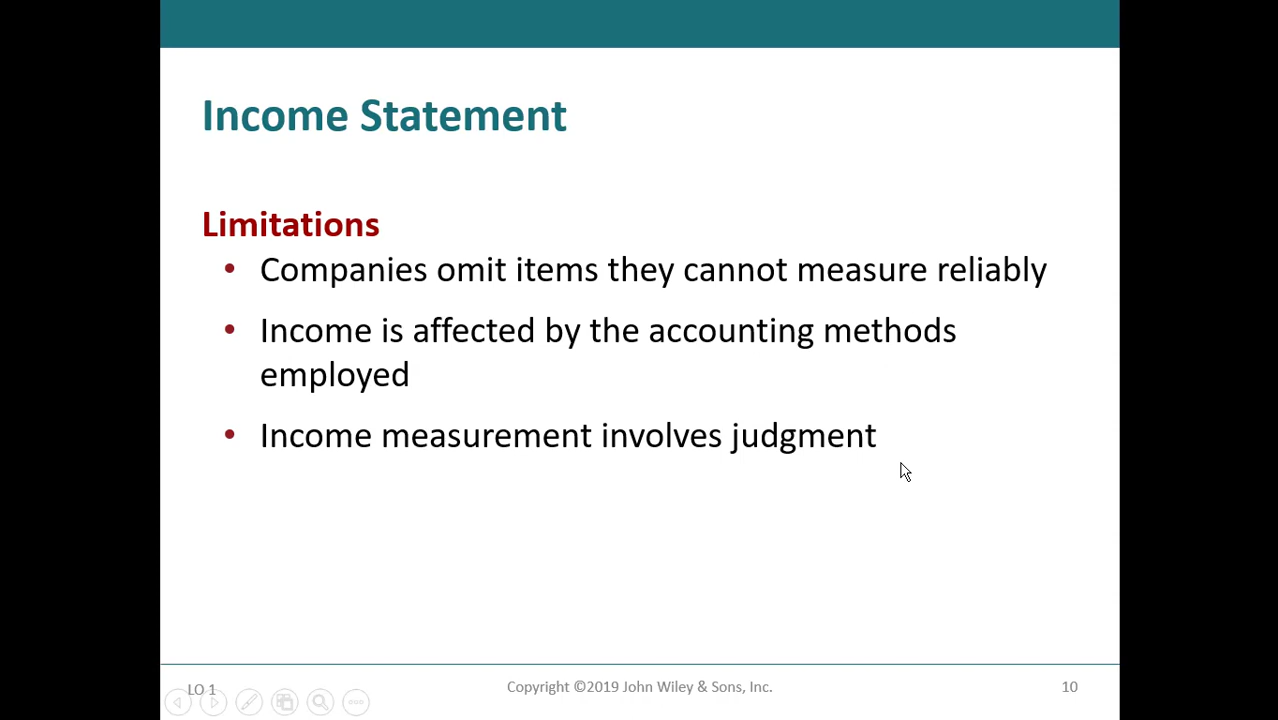 Income Statement
Limitations
• Companies omit items they cannot measure reliably
• Income is affected by the accounting methods
employed
• Income measurement involves judgment
LO 1
Copyright ©2019 John Wiley & Sons, Inc.
10